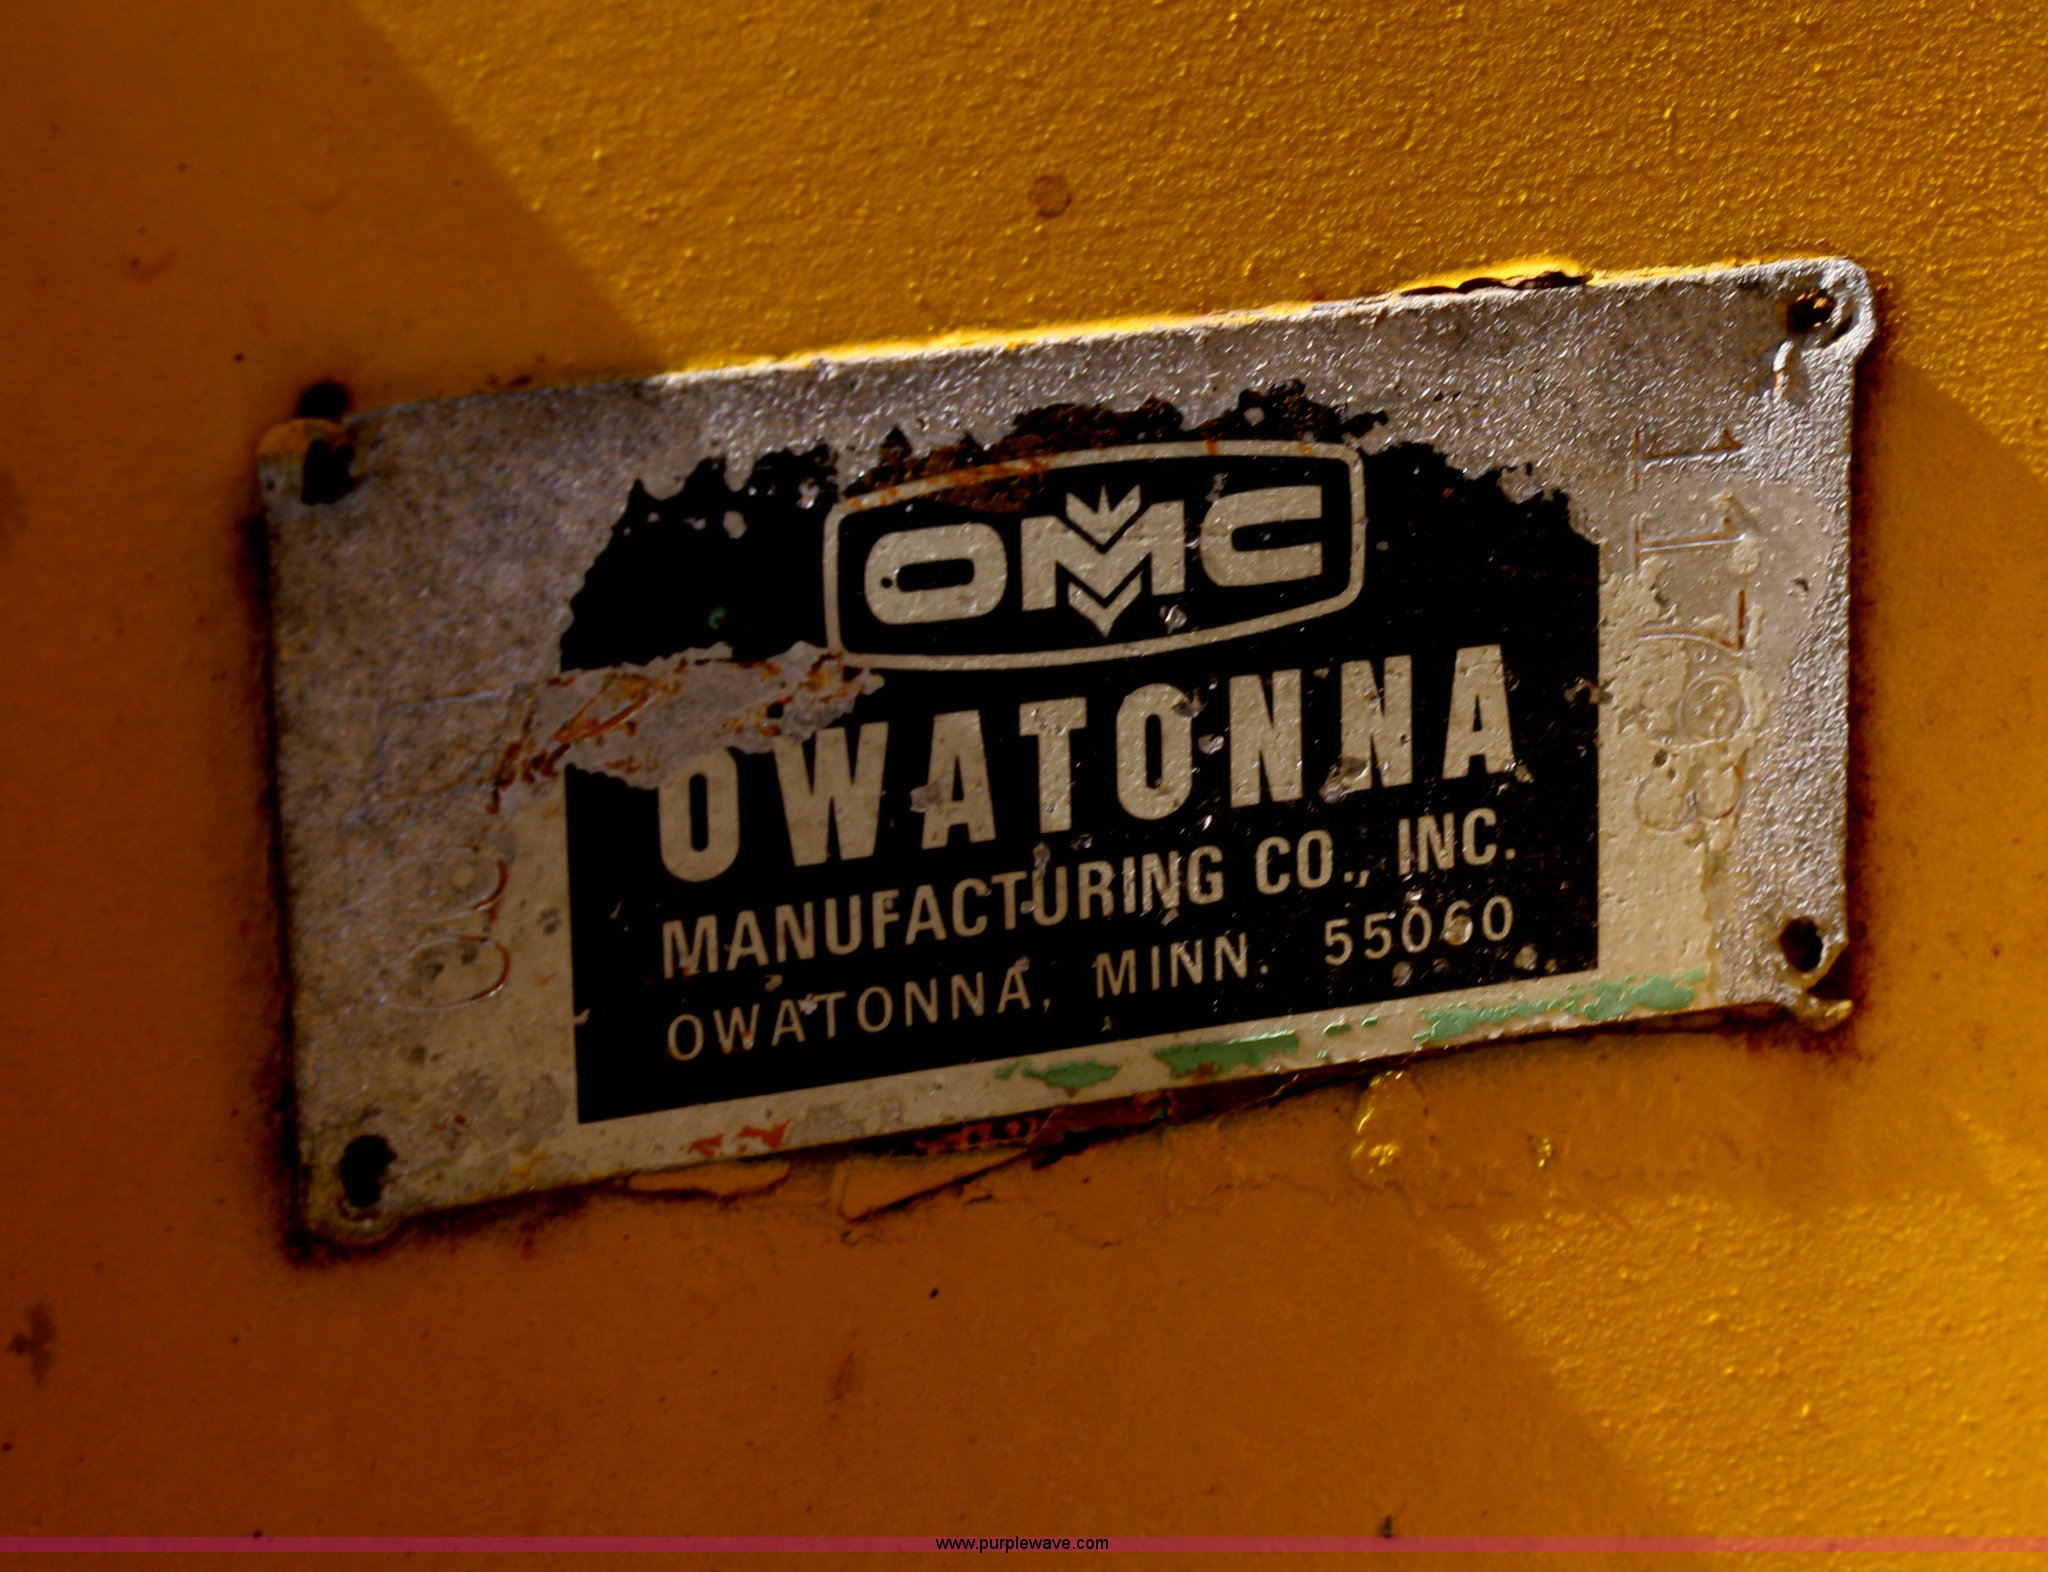 OMC
OWATONNA
MANUFACTURING CO., INC.
OWATONNA, MINN. 55060
www.purplewave.com